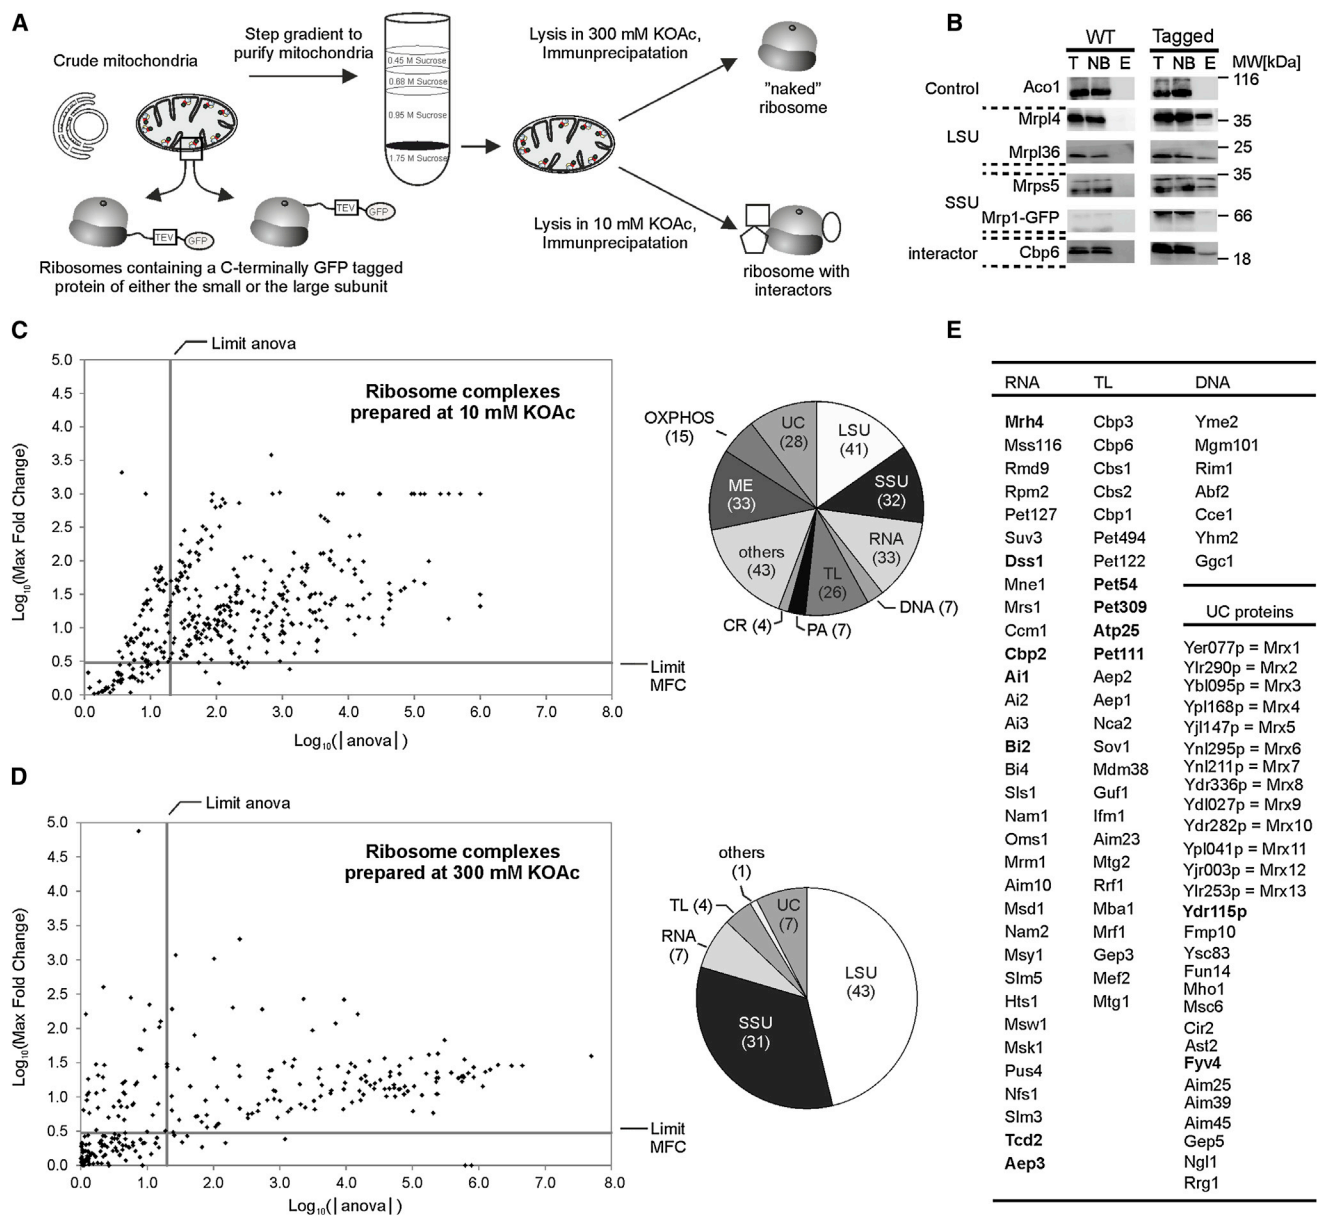 A
Crude mitochondria
Step gradient to
purify mitochondria
0.45 M Sucrose
0.68 M Sucrose
0.95 M Sucrose
1.75 M Sucrose
Lysis in 300 mM KOAc,
Immunprecipatation
"naked"
ribosome
TEV
GFP
TEV
GFP
Lysis in 10 mM KOAc,
Immunprecipatation
ribosome with
interactors
Ribosomes containing a C-terminally GFP tagged
protein of either the small or the large subunit
B
WT
Tagged
T NB E
T NB E
MW[kDa]
Control
Aco1
116
LSU
Mrpl4
35
Mrpl36
25
SSU
Mrps5
35
Mrp1-GFP
66
interactor
Cbp6
18
C
Limit anova
Ribosome complexes
prepared at 10 mM KOAc
Log10(Max Fold Change)
5.0
4.5
4.0
3.5
3.0
2.5
2.0
1.5
1.0
0.5
0.0
0.0 1.0 2.0 3.0 4.0 5.0 6.0 7.0 8.0
Log10(|anova|)
Limit
MFC
OXPHOS
(15)
UC
(28)
LSU
(41)
SSU
(32)
RNA
(33)
DNA (7)
TL
(26)
PA (7)
CR (4)
others
(43)
ME
(33)
D
Limit anova
Ribosome complexes
prepared at 300 mM KOAc
Log10(Max Fold Change)
5.0
4.5
4.0
3.5
3.0
2.5
2.0
1.5
1.0
0.5
0.0
0.0 1.0 2.0 3.0 4.0 5.0 6.0 7.0 8.0
Log10(|anova|)
Limit
MFC
others
(1)
TL (4)
UC
(7)
RNA
(7)
LSU
(43)
SSU
(31)
E
RNA
Mrh4
Mss116
Rmd9
Rpm2
Pet127
Suv3
Dss1
Mne1
Mrs1
Ccm1
Cbp2
Ai1
Ai2
Ai3
Bi2
Bi4
Sls1
Nam1
Oms1
Mrm1
Aim10
Msd1
Nam2
Msy1
Slm5
Hts1
Msw1
Msk1
Pus4
Nfs1
Slm3
Tcd2
Aep3
TL
Cbp3
Cbp6
Cbs1
Cbs2
Cbp1
Pet494
Pet122
Pet54
Pet309
Atp25
Pet111
Aep2
Aep1
Nca2
Sov1
Mdm38
Guf1
Ifm1
Aim23
Mtg2
Rrf1
Mba1
Mrf1
Gep3
Mef2
Mtg1
DNA
Yme2
Mgm101
Rim1
Abf2
Cce1
Yhm2
Ggc1
UC proteins
Yer077p = Mrx1
Ylr290p = Mrx2
Ybl095p = Mrx3
Ypl168p = Mrx4
Yjl147p = Mrx5
Ynl295p = Mrx6
Ynl211p = Mrx7
Ydr336p = Mrx8
Ydl027p = Mrx9
Ydr282p = Mrx10
Ypl041p = Mrx11
Yjr003p = Mrx12
Ylr253p = Mrx13
Ydr115p
Fmp10
Ysc83
Fun14
Mho1
Msc6
Cir2
Ast2
Fyv4
Aim25
Aim39
Aim45
Gep5
Ngl1
Rrg1